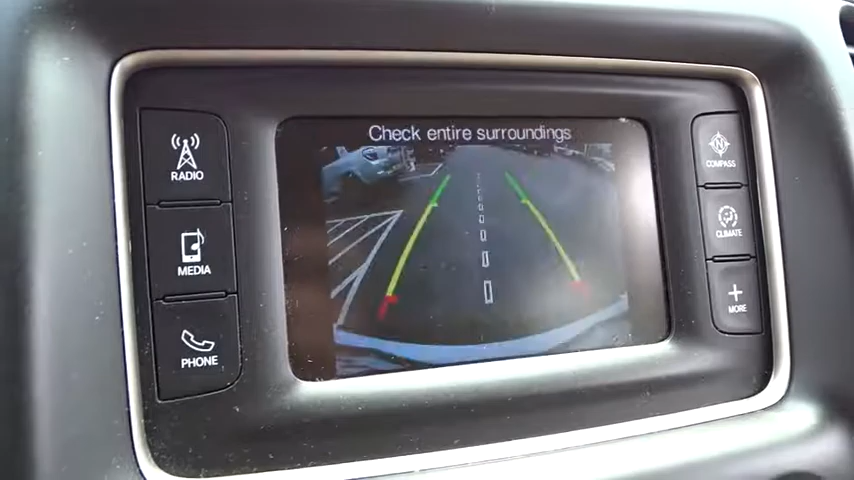 Check entire surroundings
RADIO
MEDIA
PHONE
N
COMPASS
CLIMATE
MORE